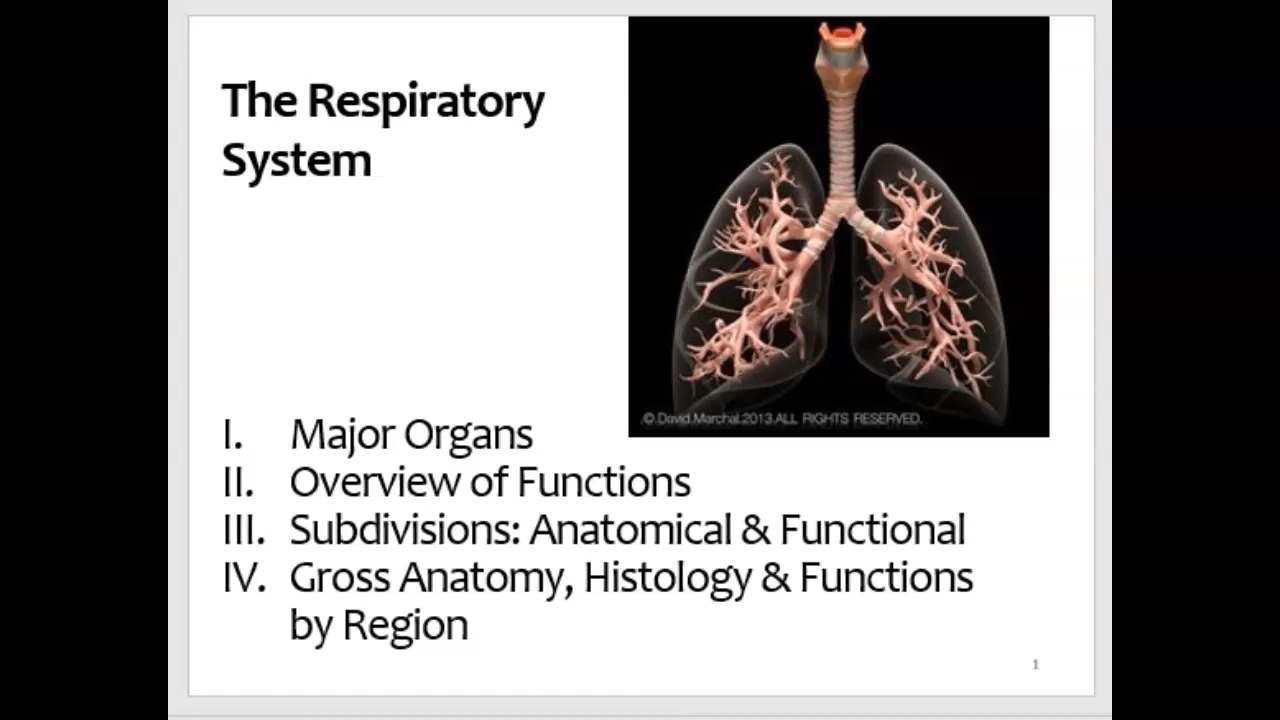 The Respiratory
System
©.David.Marchal.2013.ALL RIGHTS RESERVED.
I. Major Organs
II. Overview of Functions
III. Subdivisions: Anatomical & Functional
IV. Gross Anatomy, Histology & Functions
by Region
1